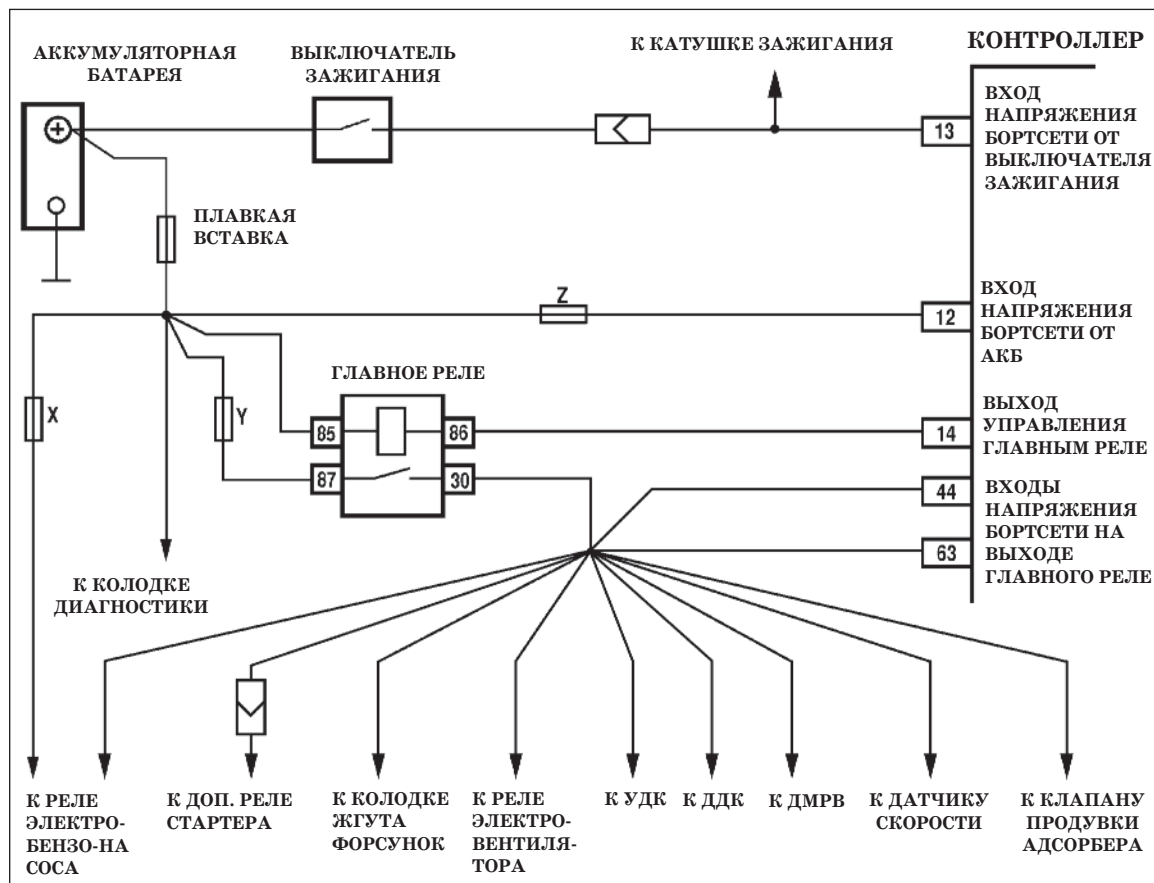 АККУМУЛЯТОРНАЯ
БАТАРЕЯ
ВЫКЛЮЧАТЕЛЬ
ЗАЖИГАНИЯ
К КАТУШКЕ ЗАЖИГАНИЯ
КОНТРОЛЛЕР
13
ВХОД
НАПРЯЖЕНИЯ
БОРТСЕТИ ОТ
ВЫКЛЮЧАТЕЛЯ
ЗАЖИГАНИЯ
ПЛАВКАЯ
ВСТАВКА
Z
12
ВХОД
НАПРЯЖЕНИЯ
БОРТСЕТИ ОТ
АКБ
X
Y
ГЛАВНОЕ РЕЛЕ
85
86
87
30
14
ВЫХОД
УПРАВЛЕНИЯ
ГЛАВНЫМ РЕЛЕ
44
63
ВХОДЫ
НАПРЯЖЕНИЯ
БОРТСЕТИ НА
ВЫХОДЕ
ГЛАВНОГО РЕЛЕ
К КОЛОДКЕ
ДИАГНОСТИКИ
К РЕЛЕ
ЭЛЕКТРО-
БЕНЗО-НА
СОСА
К ДОП. РЕЛЕ
СТАРТЕРА
К КОЛОДКЕ
ЖГУТА
ФОРСУНОК
К РЕЛЕ
ЭЛЕКТРО-
ВЕНТИЛЯ-
ТОРА
К УДК
К ДДК
К ДМРВ
К ДАТЧИКУ
СКОРОСТИ
К КЛАПАНУ
ПРОДУВКИ
АДСОРБЕРА